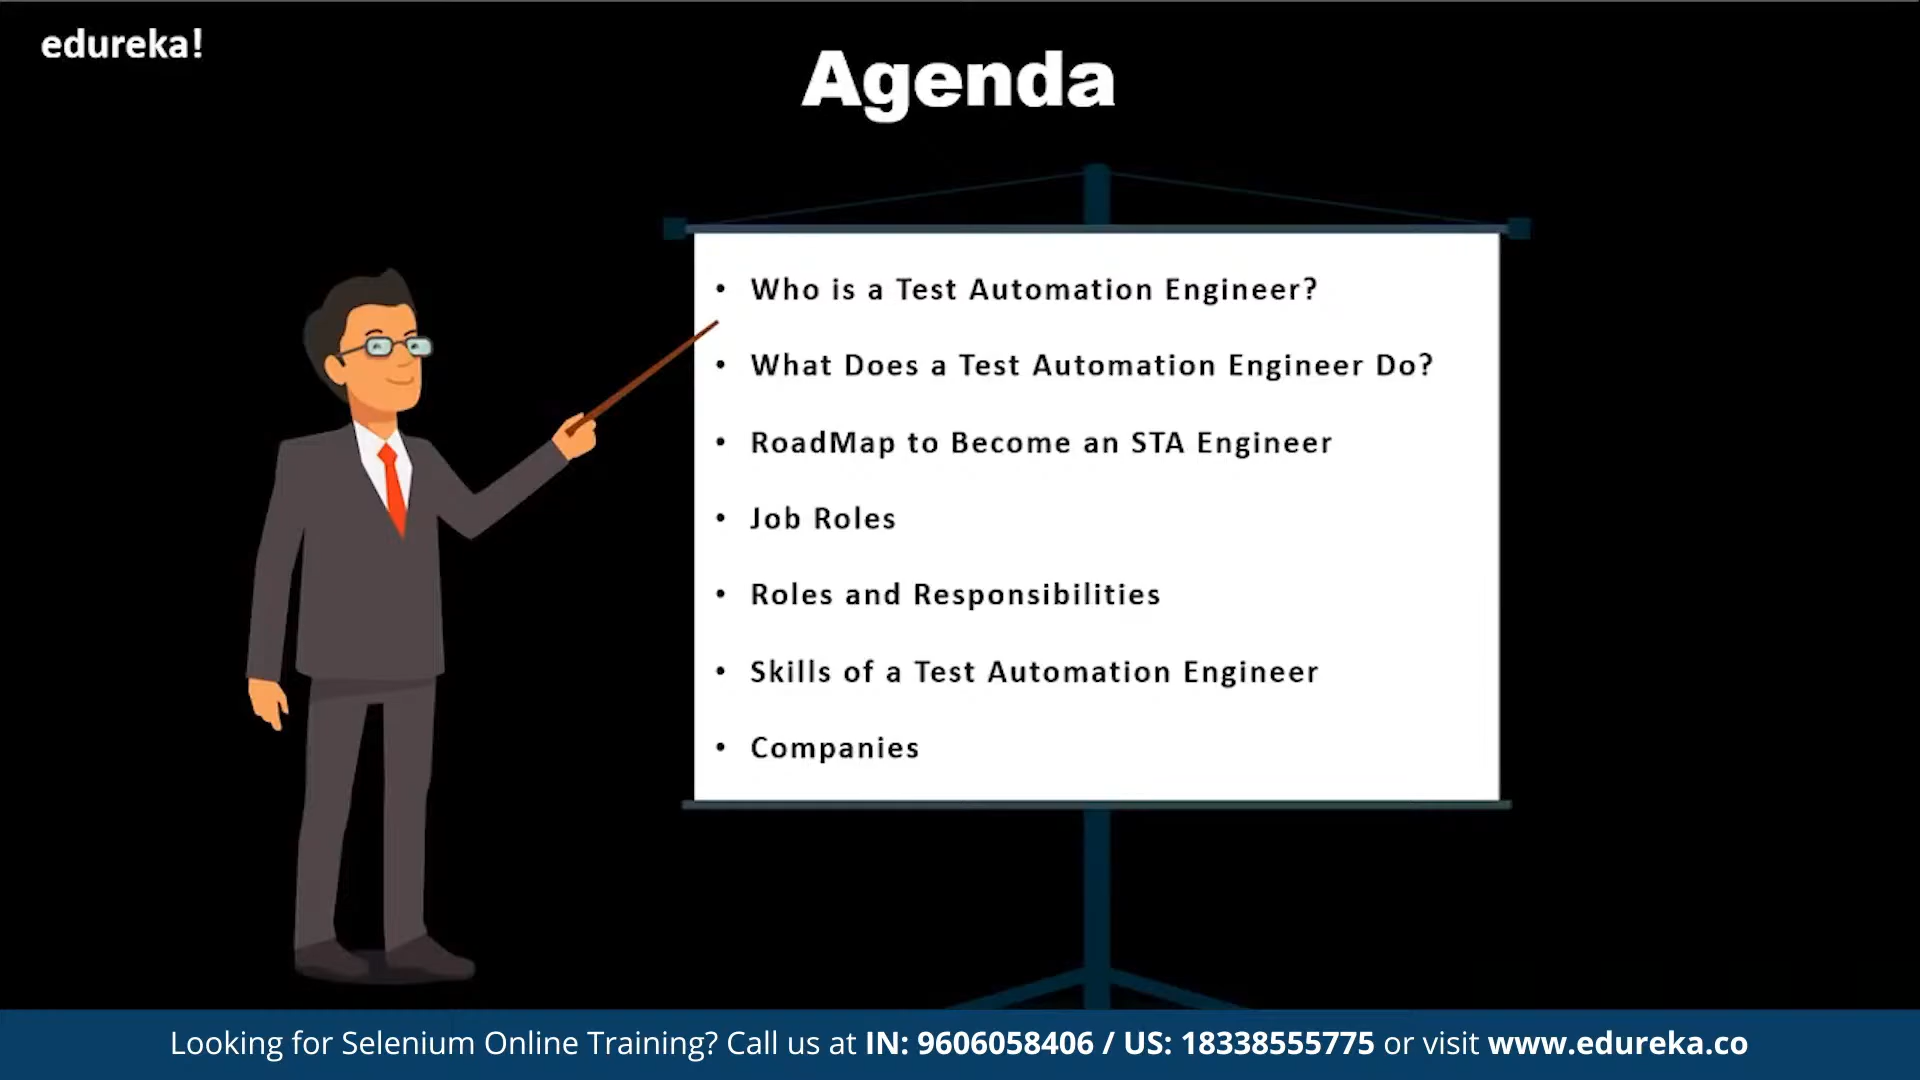 edureka!
Agenda
• Who is a Test Automation Engineer?
• What Does a Test Automation Engineer Do?
• RoadMap to Become an STA Engineer
• Job Roles
• Roles and Responsibilities
• Skills of a Test Automation Engineer
• Companies
Looking for Selenium Online Training? Call us at IN: 9606058406 / US: 18338555775 or visit www.edureka.co